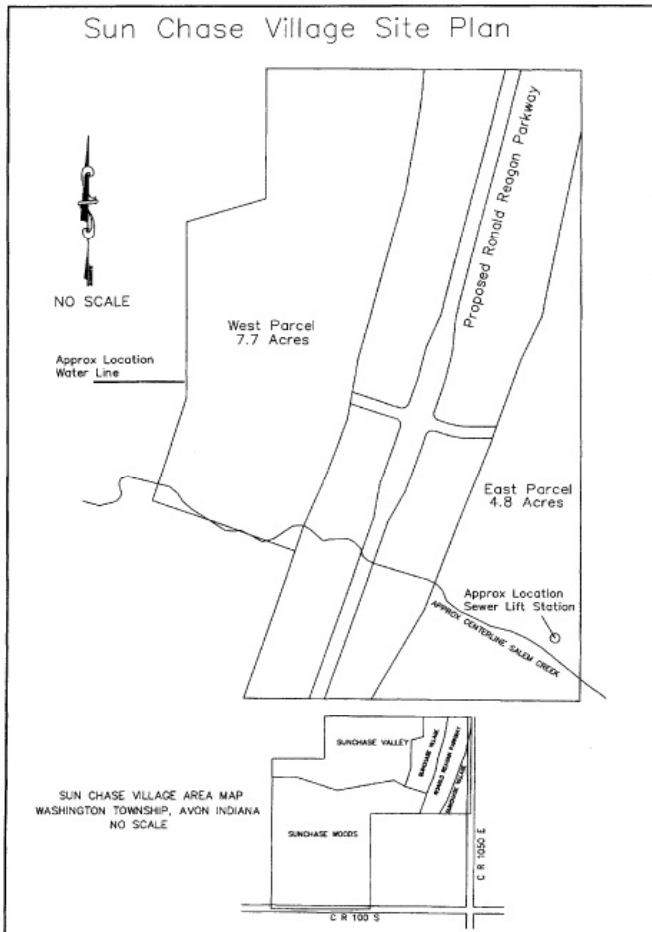 Sun Chase Village Site Plan
Proposed Ronald Reagan Parkway
NO SCALE
West Parcel
7.7 Acres
Approx Location
Water Line
East Parcel
4.8 Acres
Approx Location
Sewer Lift Station
APPROX CENTERLINE SALEM CREEK
SUNCHASE VALLEY
SUNCHASE VILLAGE
RONALD REAGAN PARKWAY
SUNCHASE VILLAGE
SUN CHASE VILLAGE AREA MAP
WASHINGTON TOWNSHIP, AVON INDIANA
NO SCALE
SUNCHASE WOODS
C R 1050 E
C R 100 S